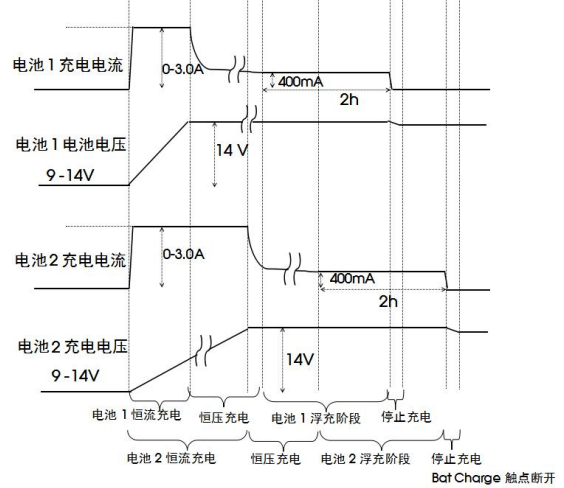 电池1充电电流
0-3.0A
400mA
2h
电池1电池电压
14 V
9-14V
电池2充电电流
0-3.0A
400mA
2h
电池2充电电压
14V
9-14V
电池 1 恒流充电
恒压充电
电池 1 浮充阶段
停止充电
电池 2 恒流充电
恒压充电
电池 2 浮充阶段
停止充电
Bat Charge 触点断开